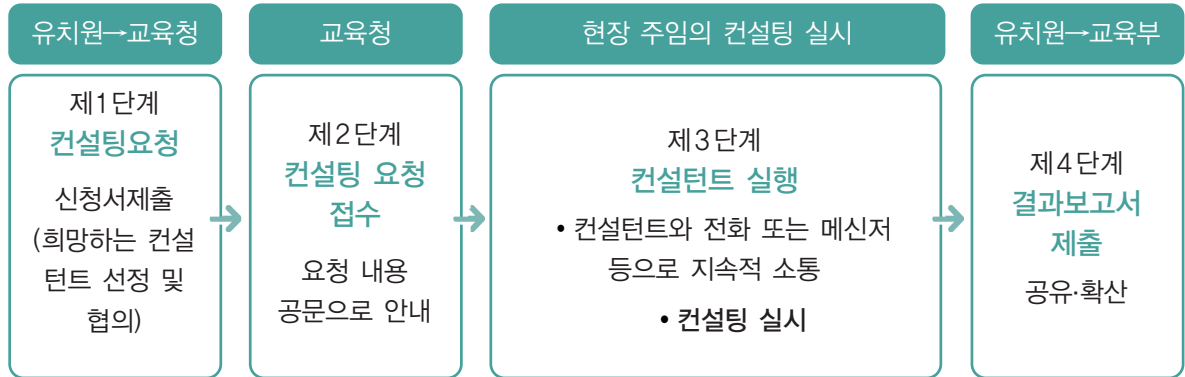 유치원→교육청
제1단계
컨설팅요청
신청서제출
(희망하는 컨설
턴트 선정 및
협의)
교육청
제2단계
컨설팅 요청
접수
요청 내용
공문으로 안내
현장 주임의 컨설팅 실시
제3단계
컨설턴트 실행
• 컨설턴트와 전화 또는 메신저
등으로 지속적 소통
• 컨설팅 실시
유치원→교육부
제4단계
결과보고서
제출
공유·확산